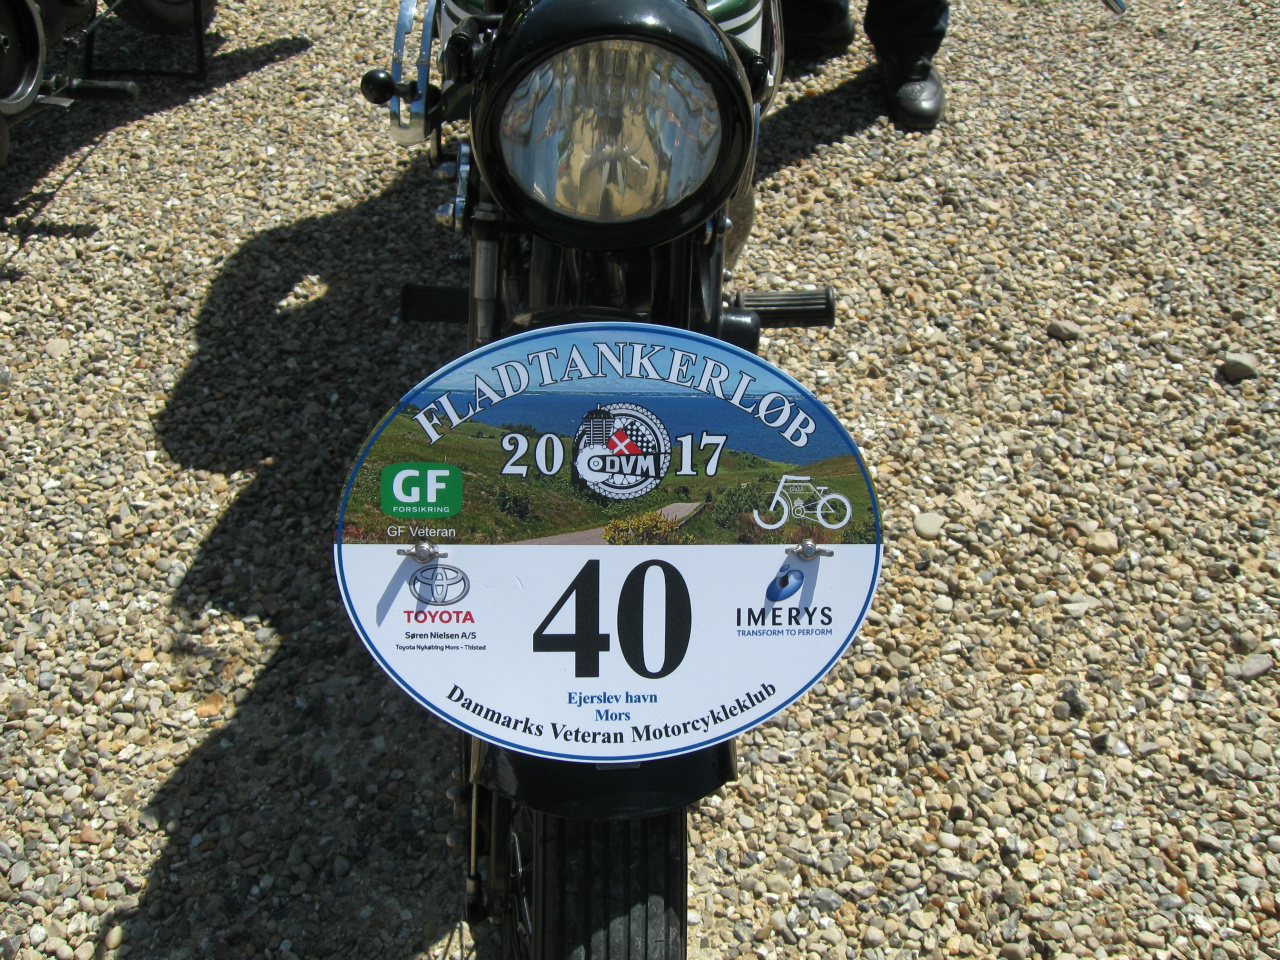 FLADTANKERLØB
20 17
DVM
GF
FORSIKRING
GF Veteran
TOYOTA
Søren Nielsen A/S
Toyota Nykøbing Mors - Thisted
40
IMERYS
TRANSFORM TO PERFORM
Ejerslev havn
Mors
Danmarks Veteran Motorcykleklub